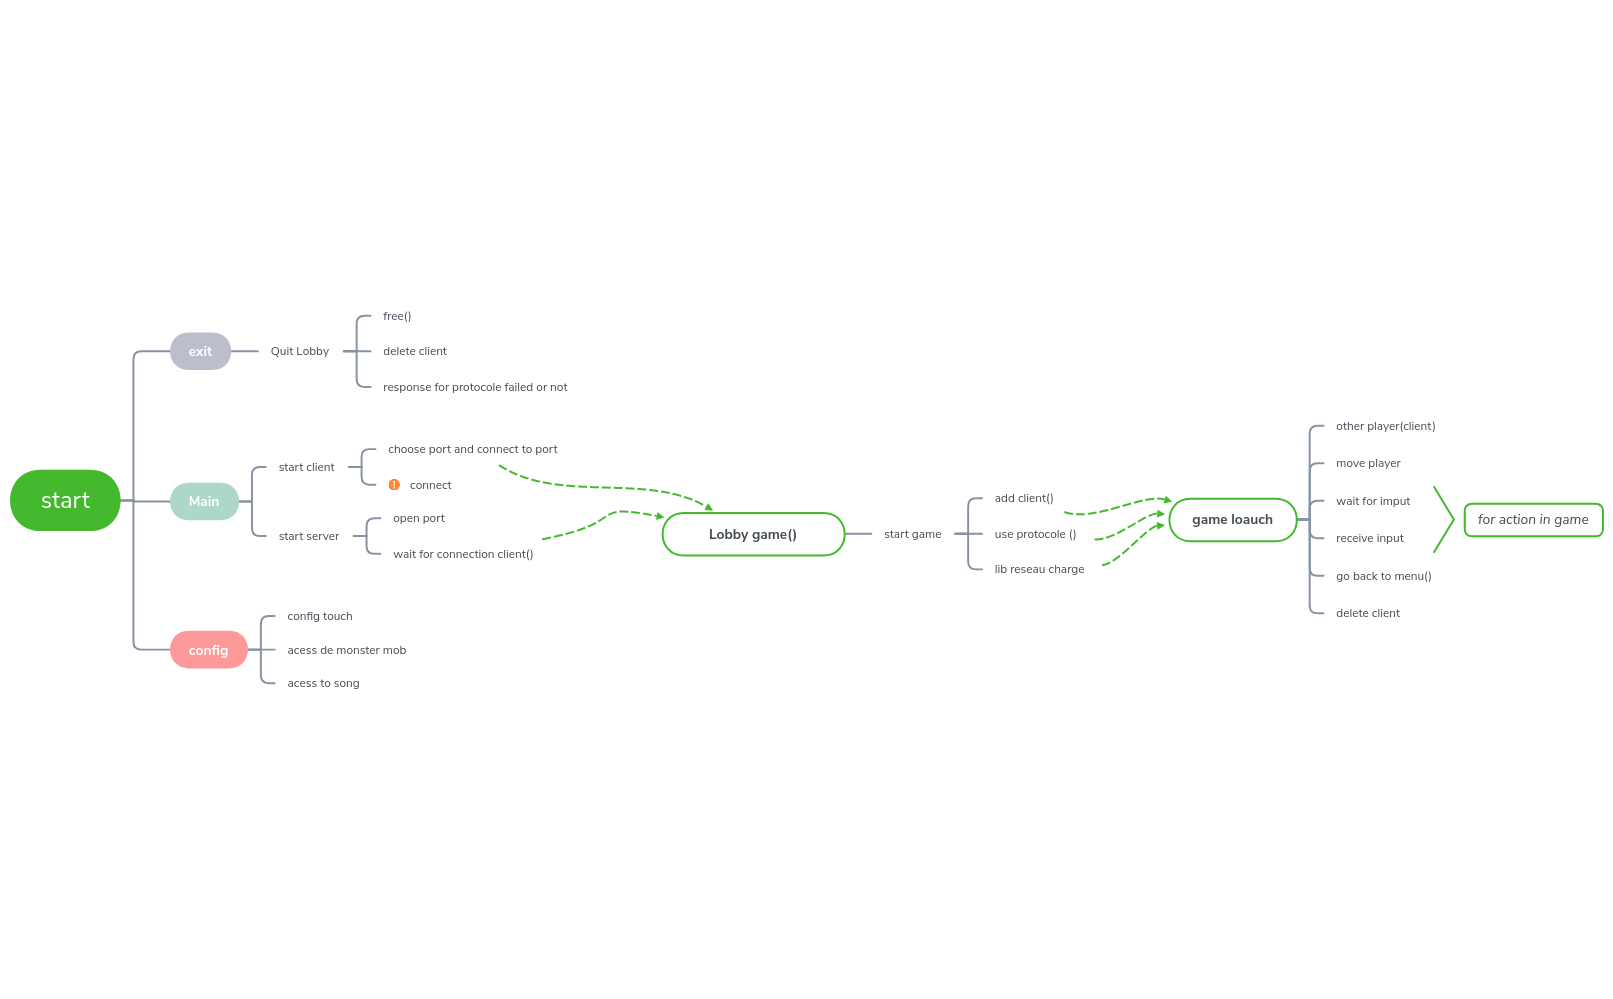 start
exit
Quit Lobby
free()
delete client
response for protocole failed or not
Main
start client
choose port and connect to port
! connect
start server
open port
wait for connection client()
config
config touch
acess de monster mob
acess to song
Lobby game()
start game
add client()
use protocole ()
lib reseau charge
game loauch
other player(client)
move player
wait for imput
receive input
go back to menu()
delete client
for action in game